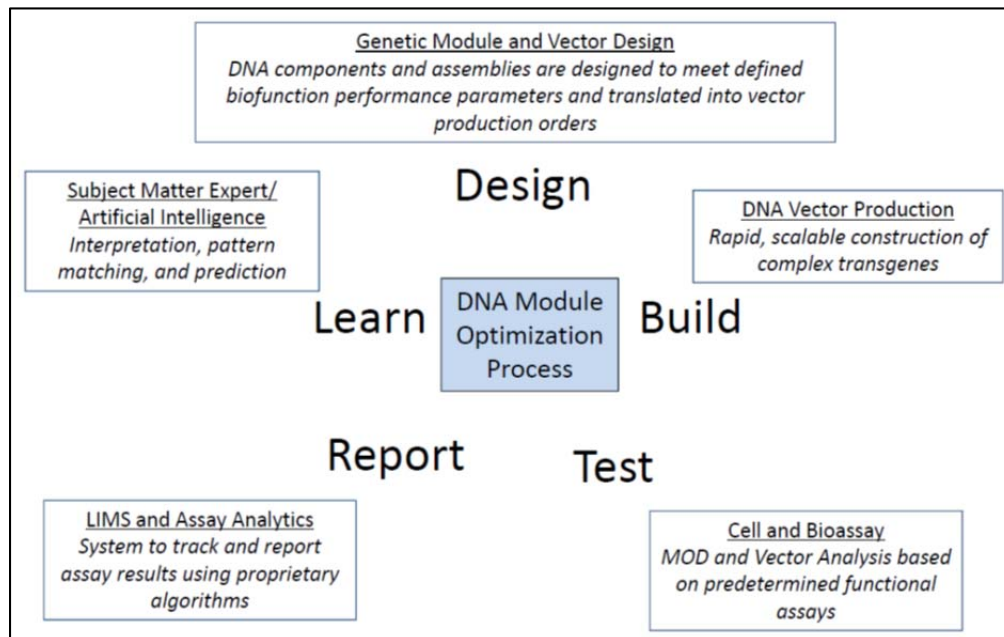 Genetic Module and Vector Design
DNA components and assemblies are designed to meet defined
biofunction performance parameters and translated into vector
production orders
Design
Subject Matter Expert/
Artificial Intelligence
Interpretation, pattern
matching, and prediction
DNA Vector Production
Rapid, scalable construction of
complex transgenes
Learn
DNA Module
Optimization
Process
Build
Report
Test
LIMS and Assay Analytics
System to track and report
assay results using proprietary
algorithms
Cell and Bioassay
MOD and Vector Analysis based
on predetermined functional
assays